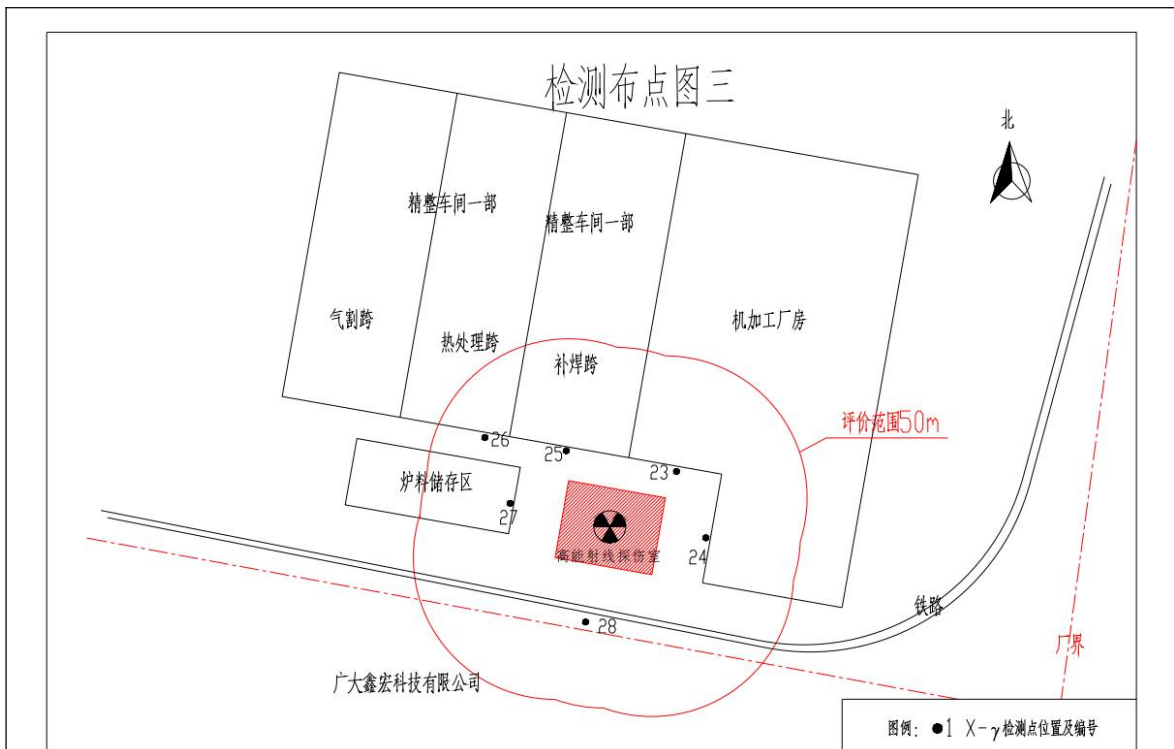 检测布点图三
北
精整车间一部
精整车间一部
气割跨
热处理跨
补焊跨
机加工厂房
评价范围50m
26
25
23
炉料储存区
27
24
高能射线探伤室
28
铁路
厂界
广大鑫宏科技有限公司
图例: ●1 X-γ检测点位置及编号